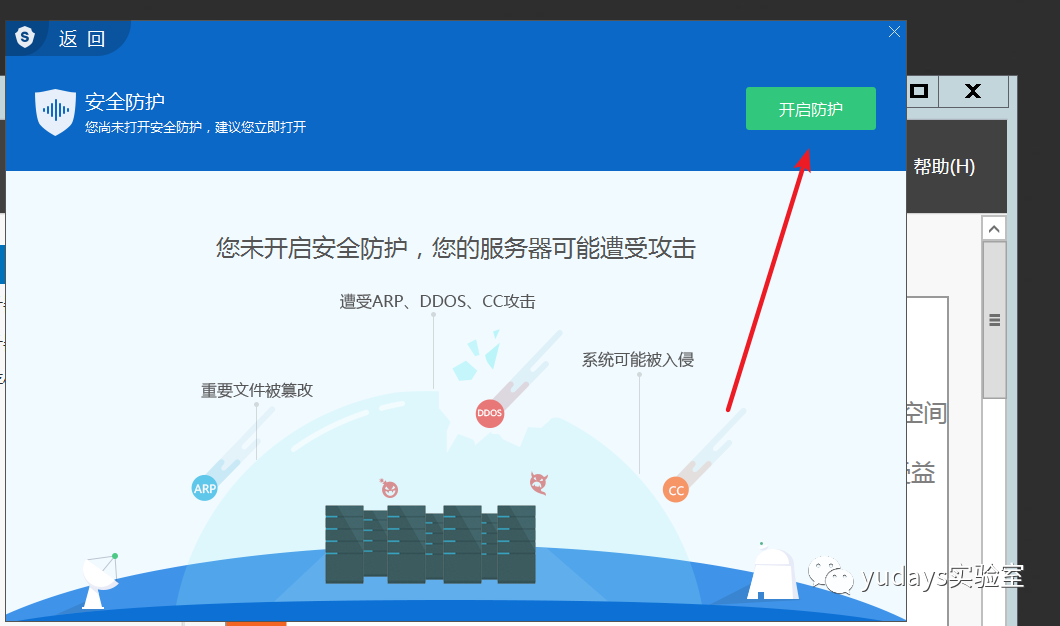 S 返 回
安全防护
您尚未打开安全防护，建议您立即打开
开启防护
帮助(H)
您未开启安全防护，您的服务器可能遭受攻击
遭受ARP、DDOS、CC攻击
系统可能被入侵
重要文件被篡改
DDOS
空间
益
ARP
CC
yudays实验室